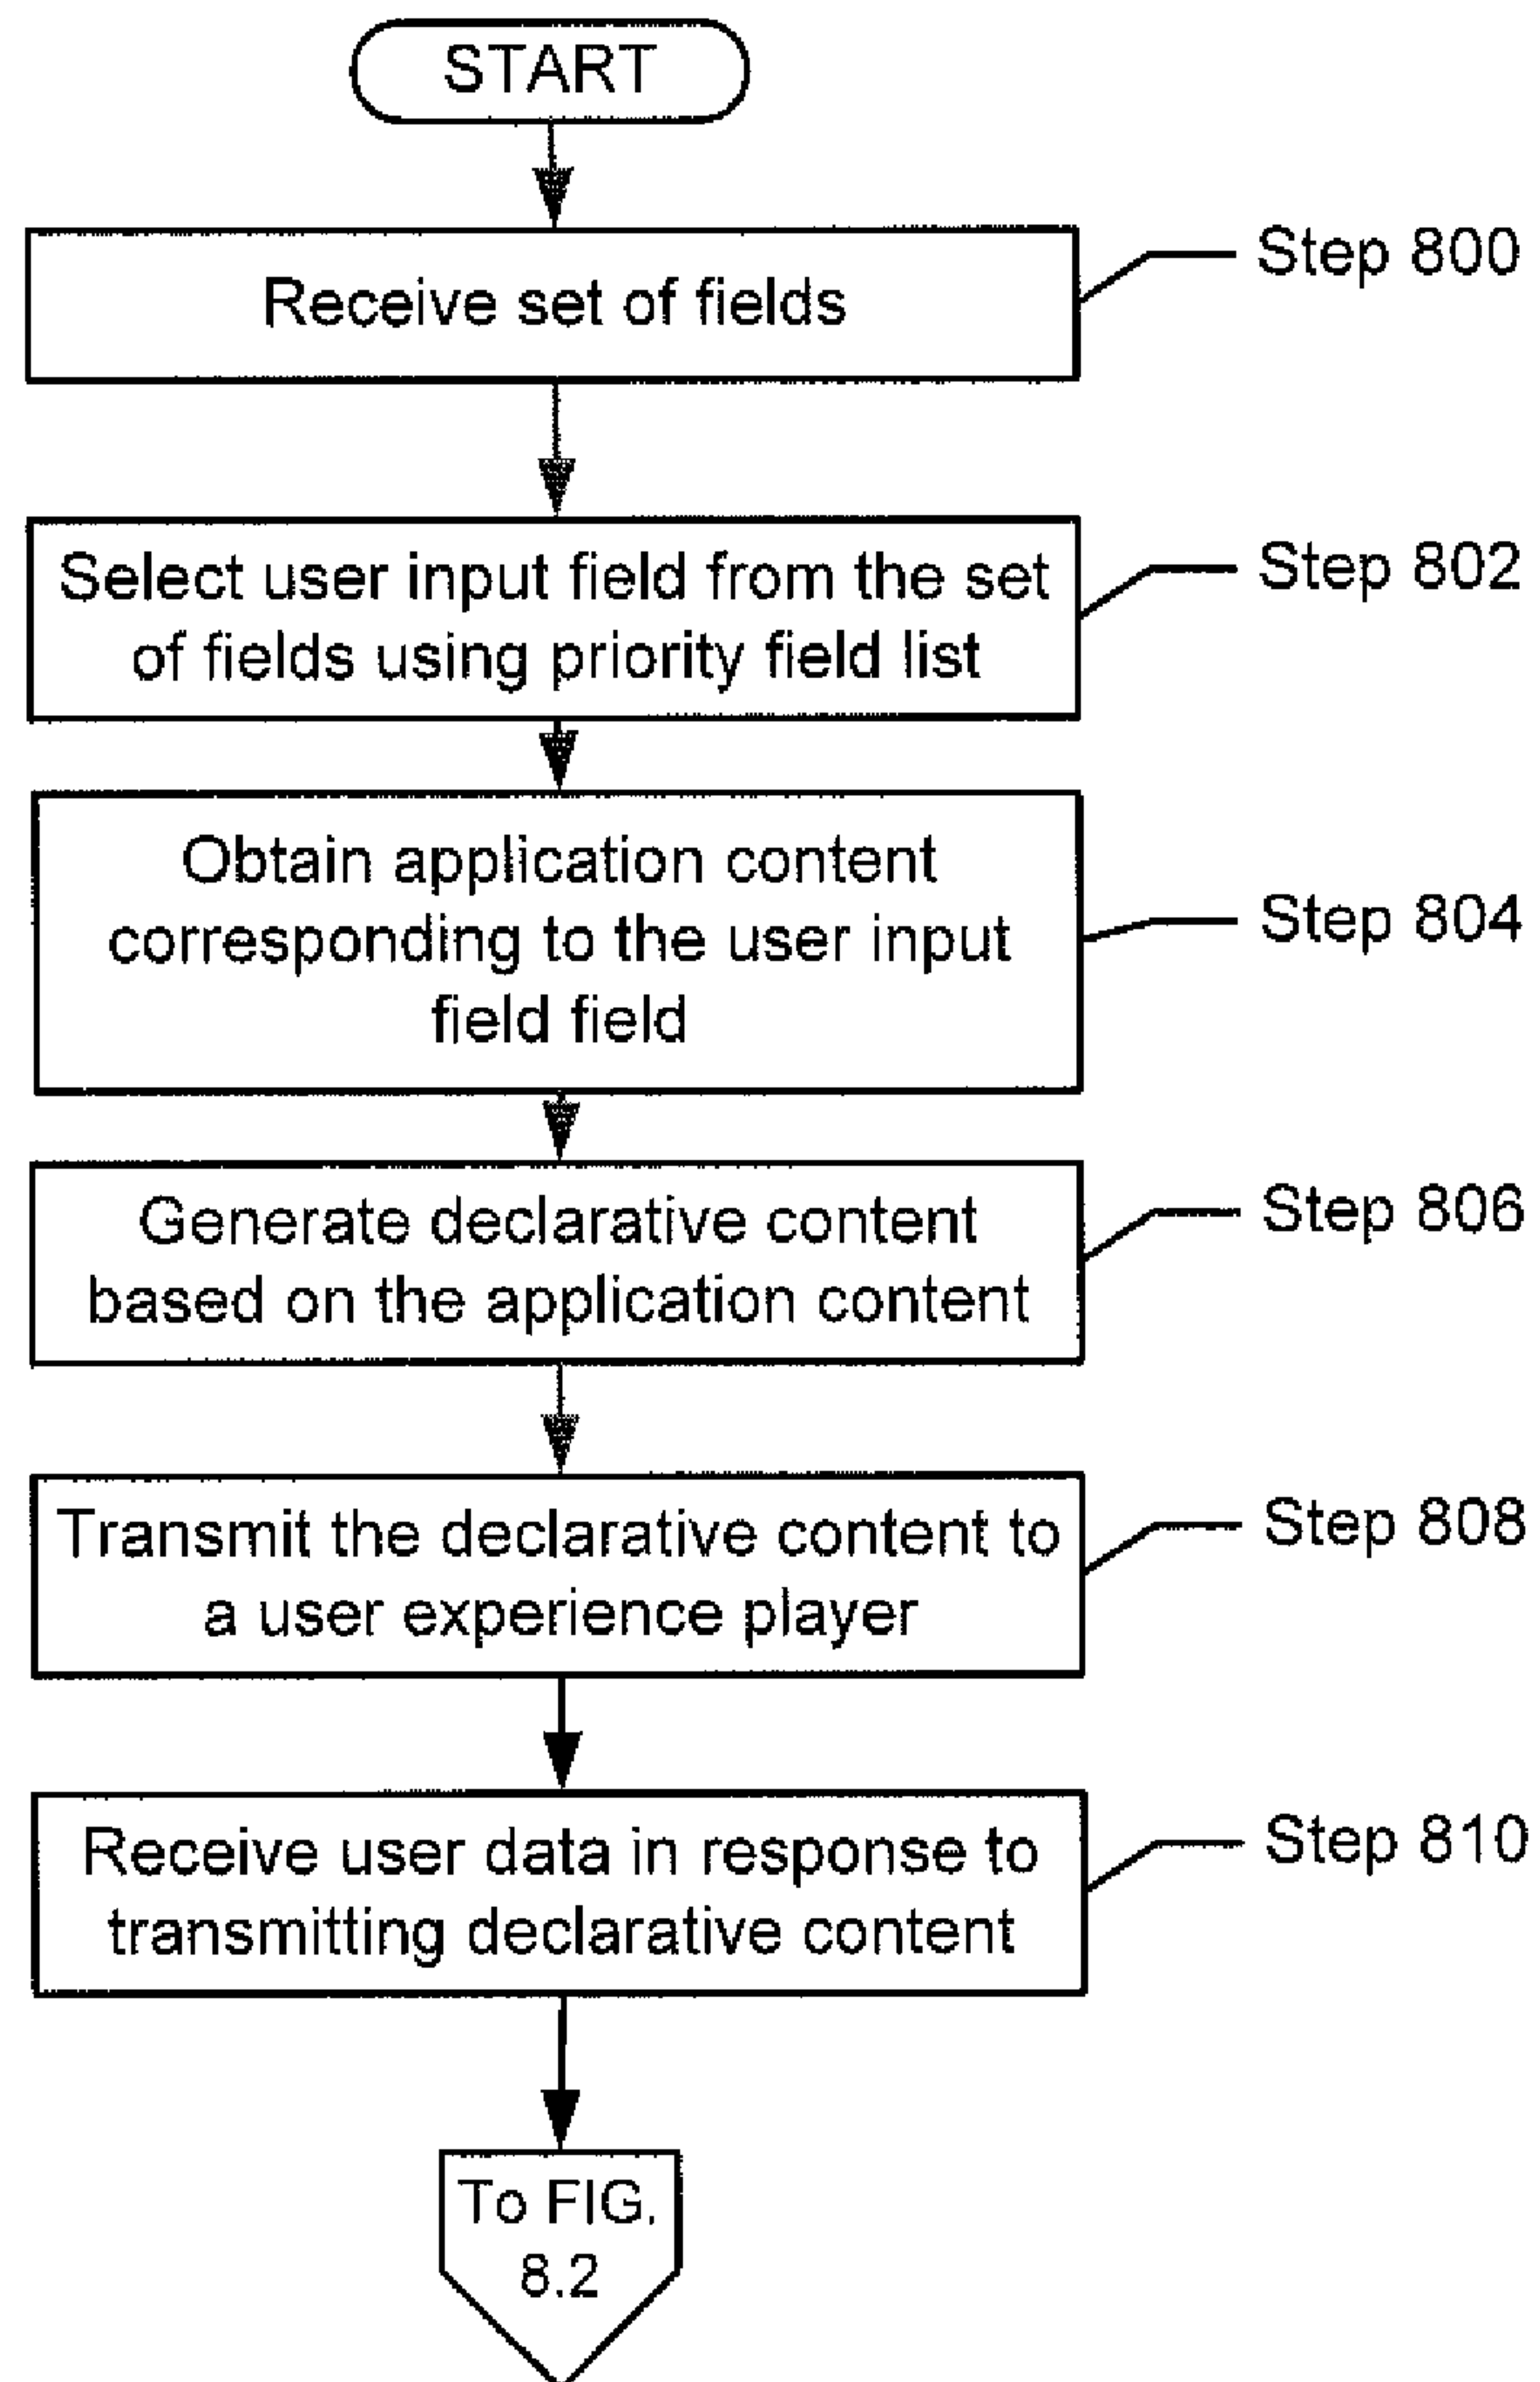 START
Receive set of fields
Step 800
Select user input field from the set
of fields using priority field list
Step 802
Obtain application content
corresponding to the user input
field field
Step 804
Generate declarative content
based on the application content
Step 806
Transmit the declarative content to
a user experience player
Step 808
Receive user data in response to
transmitting declarative content
Step 810
To FIG.
8.2